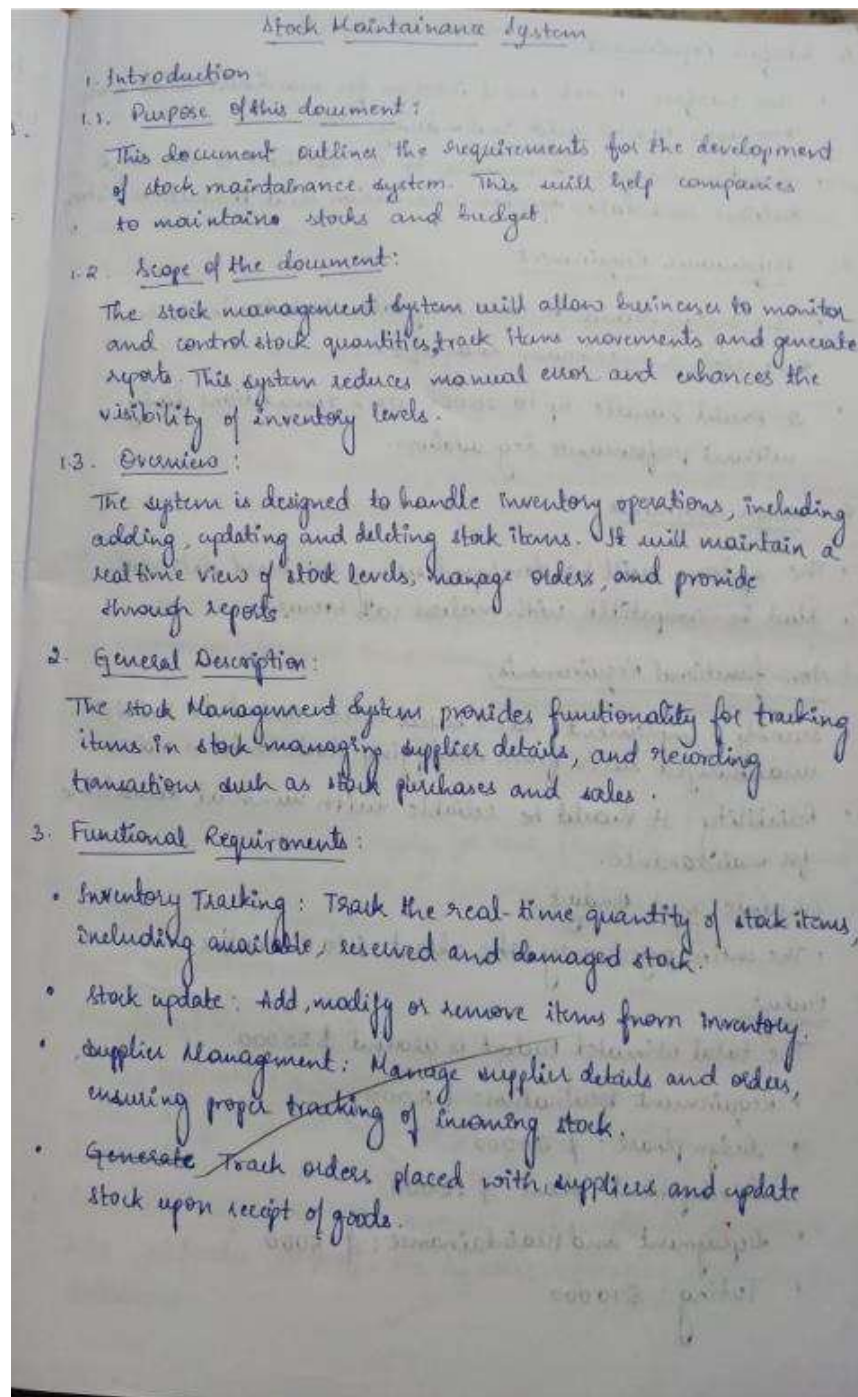 Stock Maintainance System
1. Introduction
1.1. Purpose of this document:
This document outlines the requirements for the development
of stock maintainance system. This will help companies
to maintain stocks and budget.
1.2 Scope of the document:
The stock management system will allow businesses to monitor
and control stock quantities, track items movements and generate
reports. This system reduces manual error and enhances the
visibility of inventory levels.
1.3. Overview:
The system is designed to handle inventory operations, including
adding, updating and deleting stock items. It will maintain a
realtime view of stock levels, manage orders, and provide
through reports.
2. General Description:
The stock Management System provides functionality for tracking
items in stock managing supplier details, and recording
transactions such as stock purchases and sales.
3. Functional Requirements:
• Inventory Tracking: Track the real-time quantity of stock items,
including available, reserved and damaged stock.
• Stock update: Add, modify or remove items from inventory.
• Supplier Management: Manage supplier details and orders,
ensuring proper tracking of incoming stock.
• Generate Track orders placed with suppliers and update
stock upon receipt of goods.